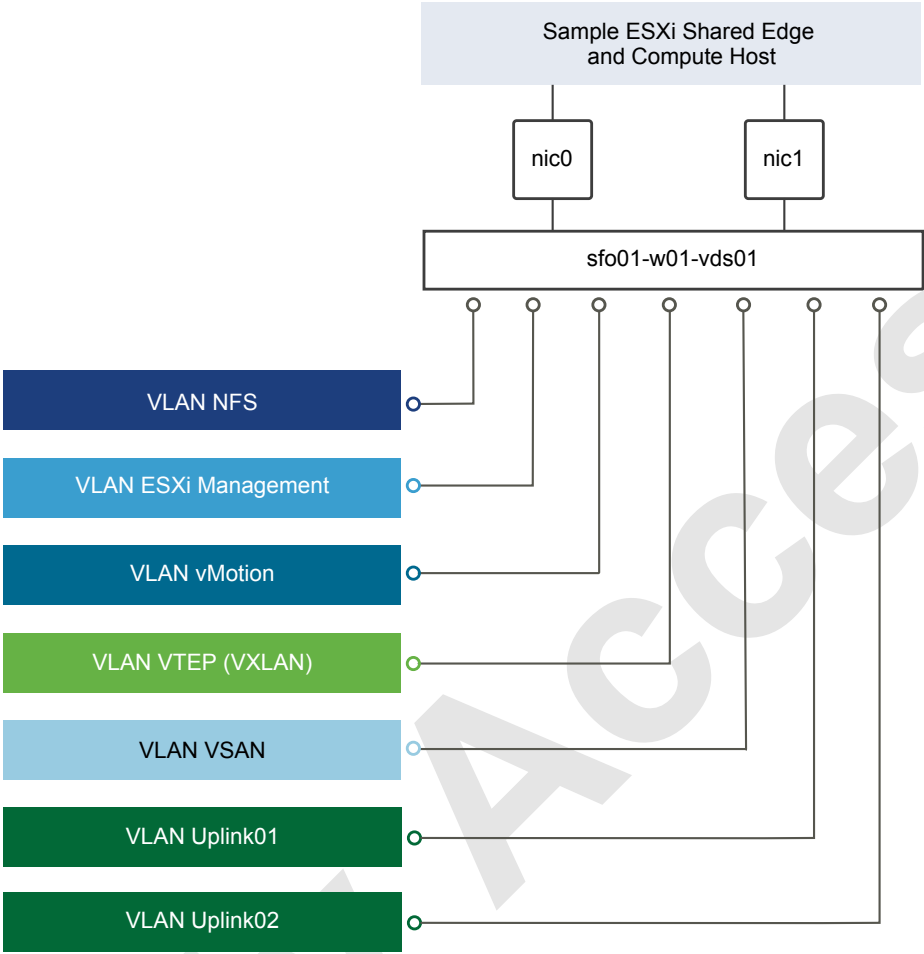 Sample ESXi Shared Edge
and Compute Host
nic0
nic1
sfo01-w01-vds01
VLAN NFS
VLAN ESXi Management
VLAN vMotion
VLAN VTEP (VXLAN)
VLAN VSAN
VLAN Uplink01
VLAN Uplink02
Acces